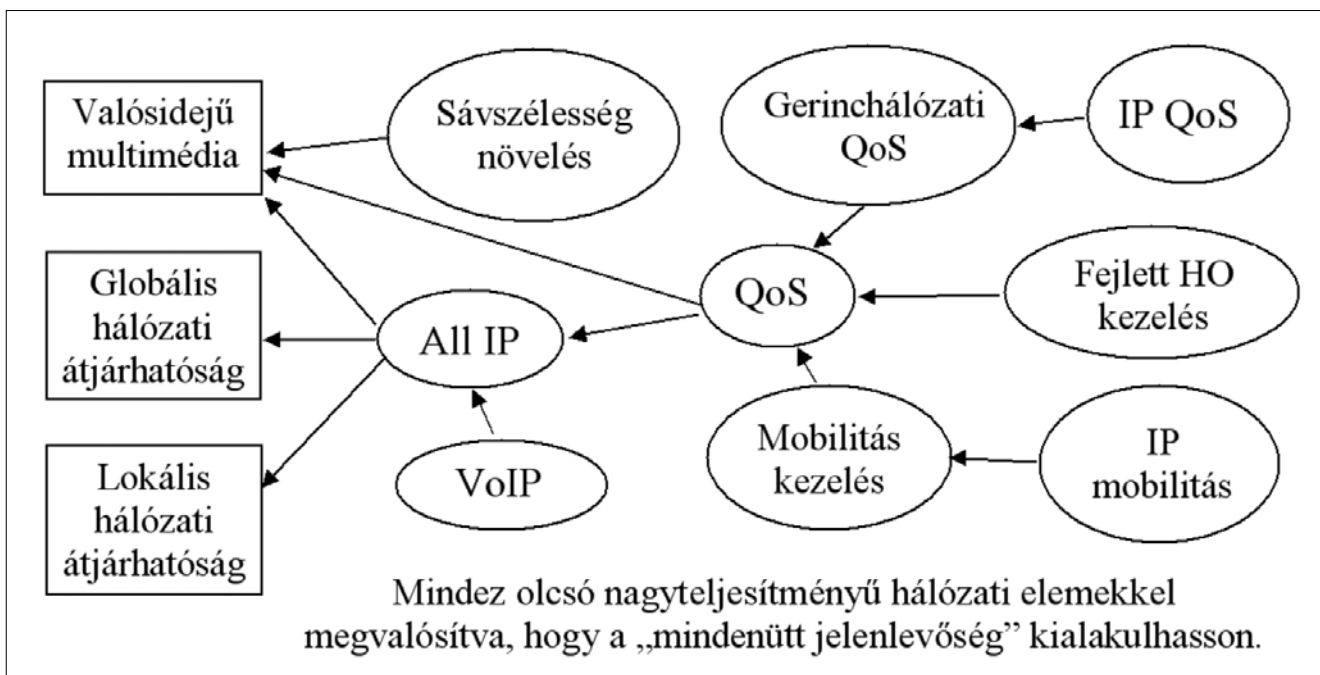 Valósidejű
multimédia
Sávszélesség
növelés
Gerinchálózati
QoS
IP QoS
Globális
hálózati
átjárhatóság
All IP
QoS
Fejlett HO
kezelés
Lokális
hálózati
átjárhatóság
VoIP
Mobilitás
kezelés
IP
mobilitás
Mindez olcsó nagyteljesítményű hálózati elemekkel
megvalósítva, hogy a „mindenütt jelenlevőség” kialakulhasson.